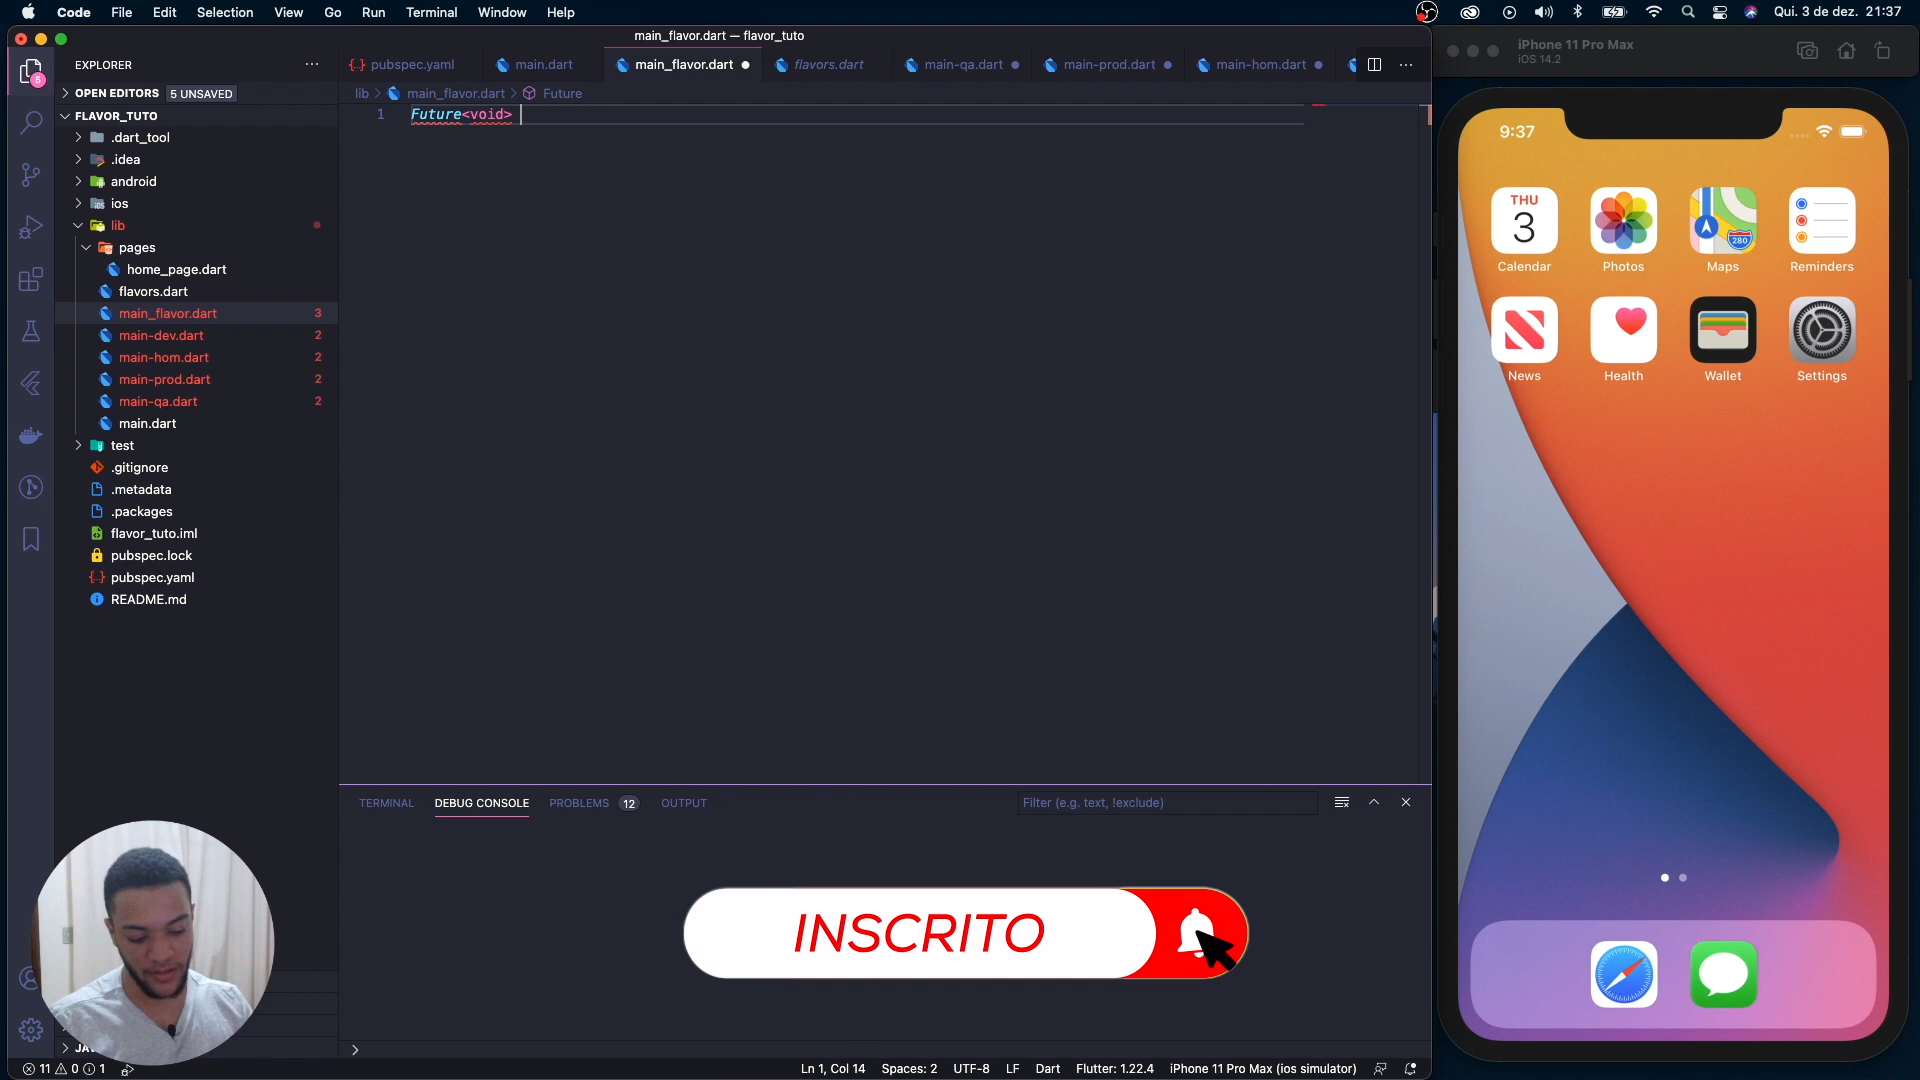 Code File Edit Selection View Go Run Terminal Window Help
Qui. 3 de dez. 21:37
main_flavor.dart — flavor_tuto
EXPLORER
OPEN EDITORS 5 UNSAVED
FLAVOR_TUTO
.dart_tool
.idea
android
ios
lib
pages
home_page.dart
flavors.dart
main_flavor.dart 3
main-dev.dart 2
main-hom.dart 2
main-prod.dart 2
main-qa.dart 2
main.dart
test
.gitignore
.metadata
.packages
flavor_tuto.iml
pubspec.lock
pubspec.yaml
README.md
5
pubspec.yaml main.dart main_flavor.dart flavors.dart main-qa.dart main-prod.dart main-hom.dart
lib > main_flavor.dart > Future
1 Future<void>
TERMINAL DEBUG CONSOLE PROBLEMS 12 OUTPUT
Filter (e.g. text, !exclude)
INSCRITO
11 0 1
Ln 1, Col 14 Spaces: 2 UTF-8 LF Dart Flutter: 1.22.4 iPhone 11 Pro Max (ios simulator)
iPhone 11 Pro Max
iOS 14.2
9:37
THU
3
280
Calendar Photos Maps Reminders
News Health Wallet Settings